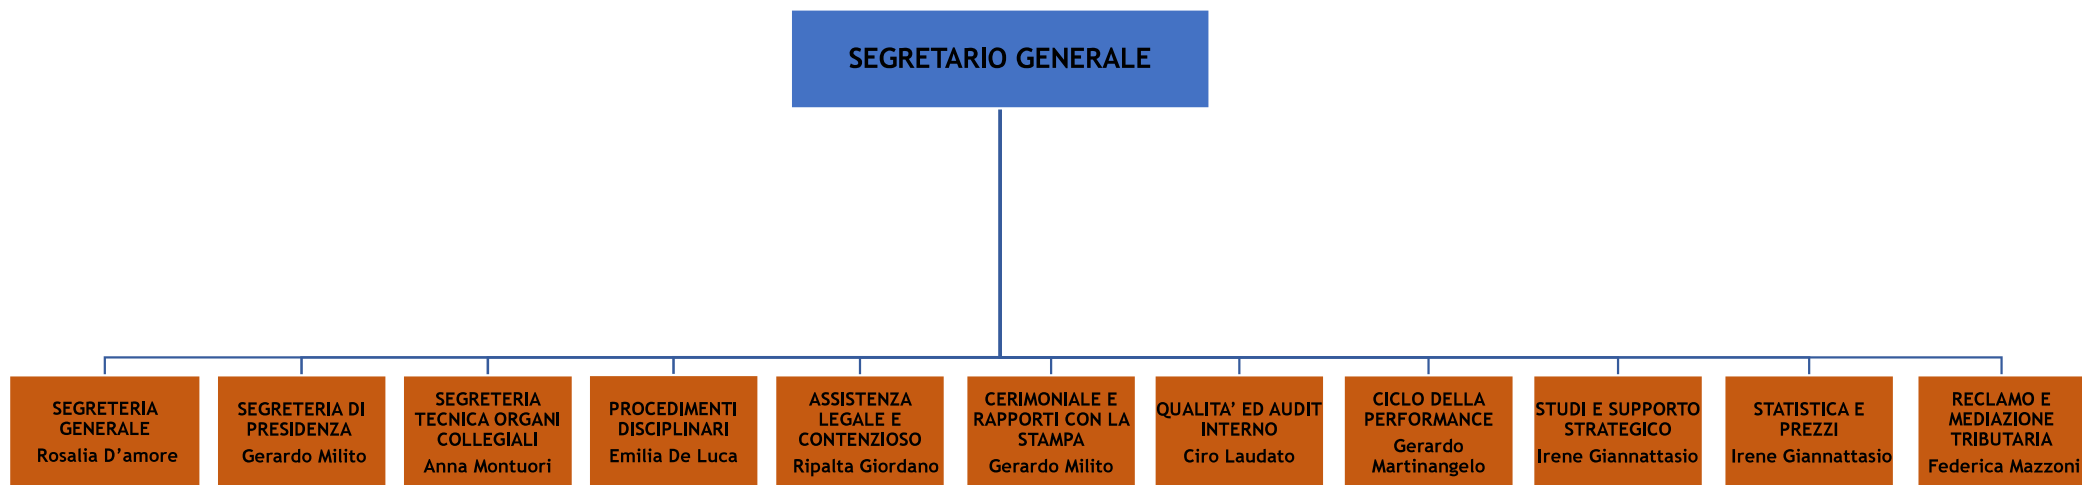 SEGRETARIO GENERALE
SEGRETERIA
GENERALE
Rosalia D’amore
SEGRETERIA DI
PRESIDENZA
Gerardo Milito
SEGRETERIA
TECNICA ORGANI
COLLEGIALI
Anna Montuori
PROCEDIMENTI
DISCIPLINARI
Emilia De Luca
ASSISTENZA
LEGALE E
CONTENZIOSO
Ripalta Giordano
CERIMONIALE E
RAPPORTI CON LA
STAMPA
Gerardo Milito
QUALITA’ ED AUDIT
INTERNO
Ciro Laudato
CICLO DELLA
PERFORMANCE
Gerardo
Martinangelo
STUDI E SUPPORTO
STRATEGICO
Irene Giannattasio
STATISTICA E
PREZZI
Irene Giannattasio
RECLAMO E
MEDIAZIONE
TRIBUTARIA
Federica Mazzoni